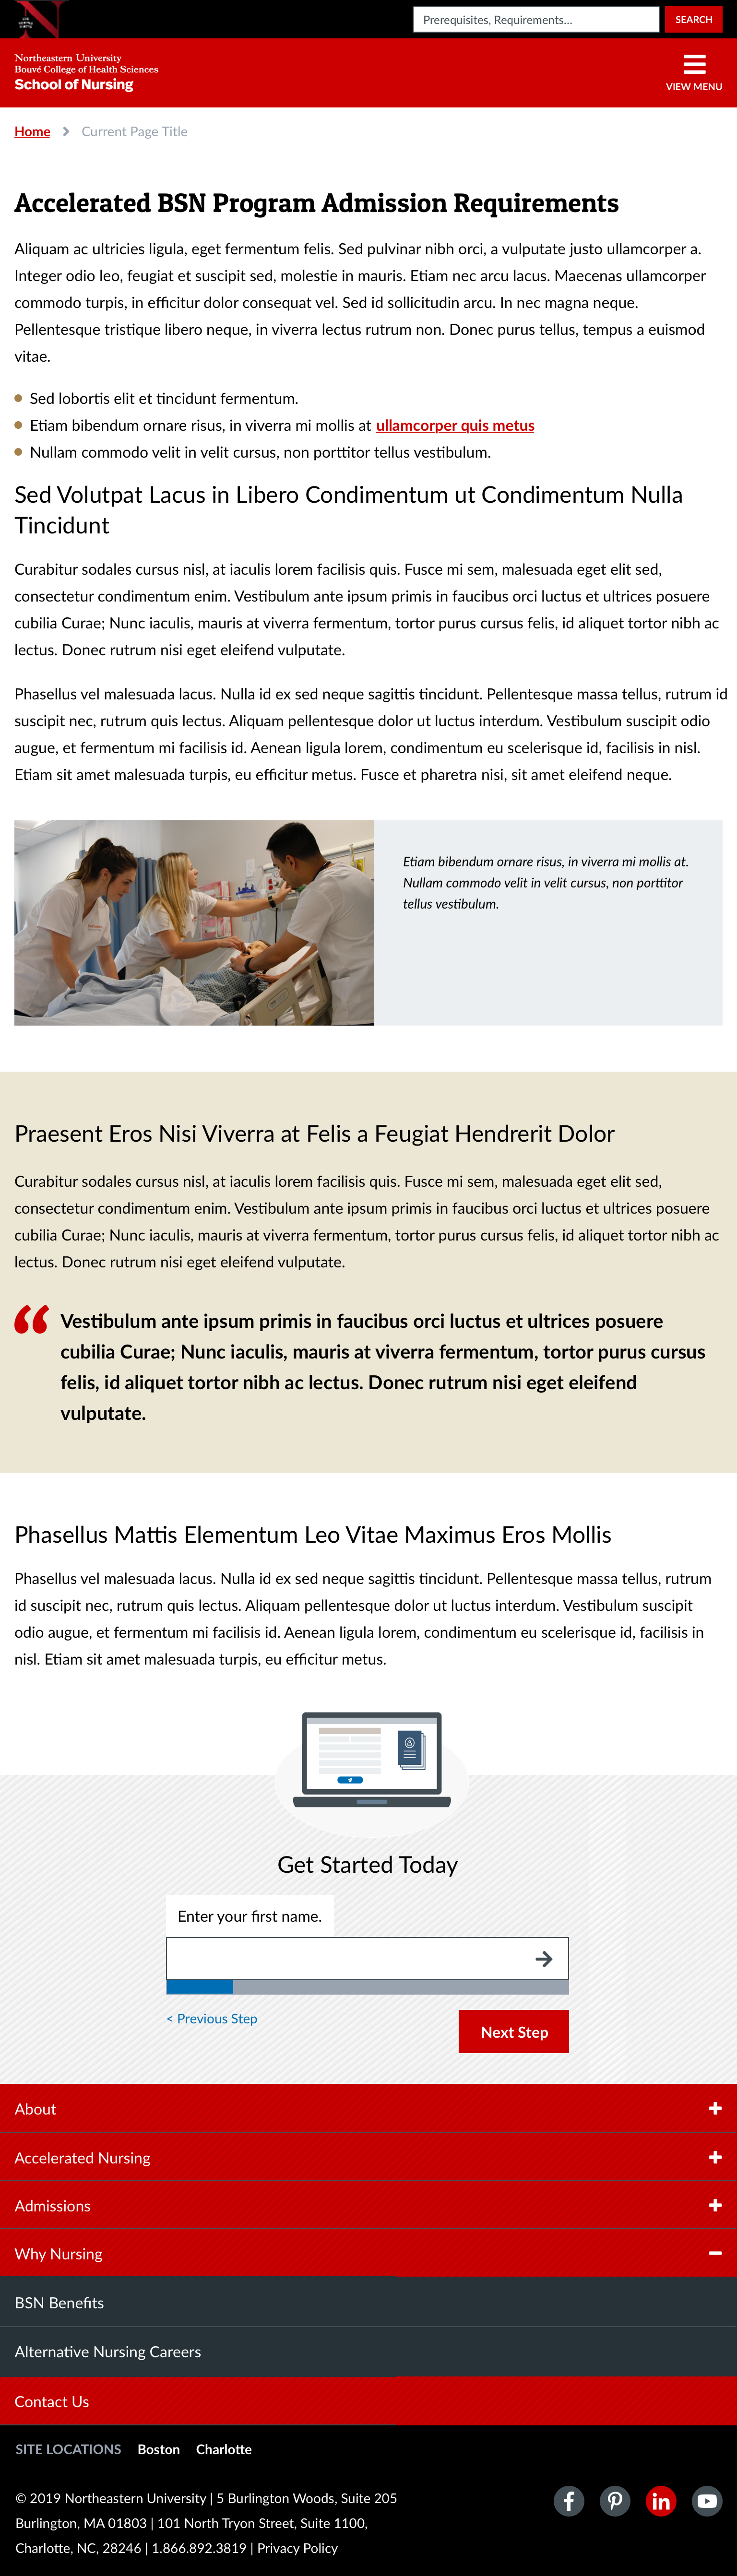 Prerequisites, Requirements...
SEARCH
Northeastern University
Bouvé College of Health Sciences
School of Nursing
VIEW MENU
Home
Current Page Title
Accelerated BSN Program Admission Requirements
Aliquam ac ultricies ligula, eget fermentum felis. Sed pulvinar nibh orci, a vulputate justo ullamcorper a.
Integer odio leo, feugiat et suscipit sed, molestie in mauris. Etiam nec arcu lacus. Maecenas ullamcorper
commodo turpis, in efficitur dolor consequat vel. Sed id sollicitudin arcu. In nec magna neque.
Pellentesque tristique libero neque, in viverra lectus rutrum non. Donec purus tellus, tempus a euismod
vitae.
Sed lobortis elit et tincidunt fermentum.
Etiam bibendum ornare risus, in viverra mi mollis at ullamcorper quis metus
Nullam commodo velit in velit cursus, non porttitor tellus vestibulum.
Sed Volutpat Lacus in Libero Condimentum ut Condimentum Nulla
Tincidunt
Curabitur sodales cursus nisl, at iaculis lorem facilisis quis. Fusce mi sem, malesuada eget elit sed,
consectetur condimentum enim. Vestibulum ante ipsum primis in faucibus orci luctus et ultrices posuere
cubilia Curae; Nunc iaculis, mauris at viverra fermentum, tortor purus cursus felis, id aliquet tortor nibh ac
lectus. Donec rutrum nisi eget eleifend vulputate.
Phasellus vel malesuada lacus. Nulla id ex sed neque sagittis tincidunt. Pellentesque massa tellus, rutrum id
suscipit nec, rutrum quis lectus. Aliquam pellentesque dolor ut luctus interdum. Vestibulum suscipit odio
augue, et fermentum mi facilisis id. Aenean ligula lorem, condimentum eu scelerisque id, facilisis in nisl.
Etiam sit amet malesuada turpis, eu efficitur metus. Fusce et pharetra nisi, sit amet eleifend neque.
Etiam bibendum ornare risus, in viverra mi mollis at.
Nullam commodo velit in velit cursus, non porttitor
tellus vestibulum.
Praesent Eros Nisi Viverra at Felis a Feugiat Hendrerit Dolor
Curabitur sodales cursus nisl, at iaculis lorem facilisis quis. Fusce mi sem, malesuada eget elit sed,
consectetur condimentum enim. Vestibulum ante ipsum primis in faucibus orci luctus et ultrices posuere
cubilia Curae; Nunc iaculis, mauris at viverra fermentum, tortor purus cursus felis, id aliquet tortor nibh ac
lectus. Donec rutrum nisi eget eleifend vulputate.
“ Vestibulum ante ipsum primis in faucibus orci luctus et ultrices posuere
cubilia Curae; Nunc iaculis, mauris at viverra fermentum, tortor purus cursus
felis, id aliquet tortor nibh ac lectus. Donec rutrum nisi eget eleifend
vulputate.
Phasellus Mattis Elementum Leo Vitae Maximus Eros Mollis
Phasellus vel malesuada lacus. Nulla id ex sed neque sagittis tincidunt. Pellentesque massa tellus, rutrum
id suscipit nec, rutrum quis lectus. Aliquam pellentesque dolor ut luctus interdum. Vestibulum suscipit
odio augue, et fermentum mi facilisis id. Aenean ligula lorem, condimentum eu scelerisque id, facilisis in
nisl. Etiam sit amet malesuada turpis, eu efficitur metus.
Get Started Today
Enter your first name.
< Previous Step
Next Step
About
Accelerated Nursing
Admissions
Why Nursing
BSN Benefits
Alternative Nursing Careers
Contact Us
SITE LOCATIONS Boston Charlotte
© 2019 Northeastern University | 5 Burlington Woods, Suite 205
Burlington, MA 01803 | 101 North Tryon Street, Suite 1100,
Charlotte, NC, 28246 | 1.866.892.3819 | Privacy Policy